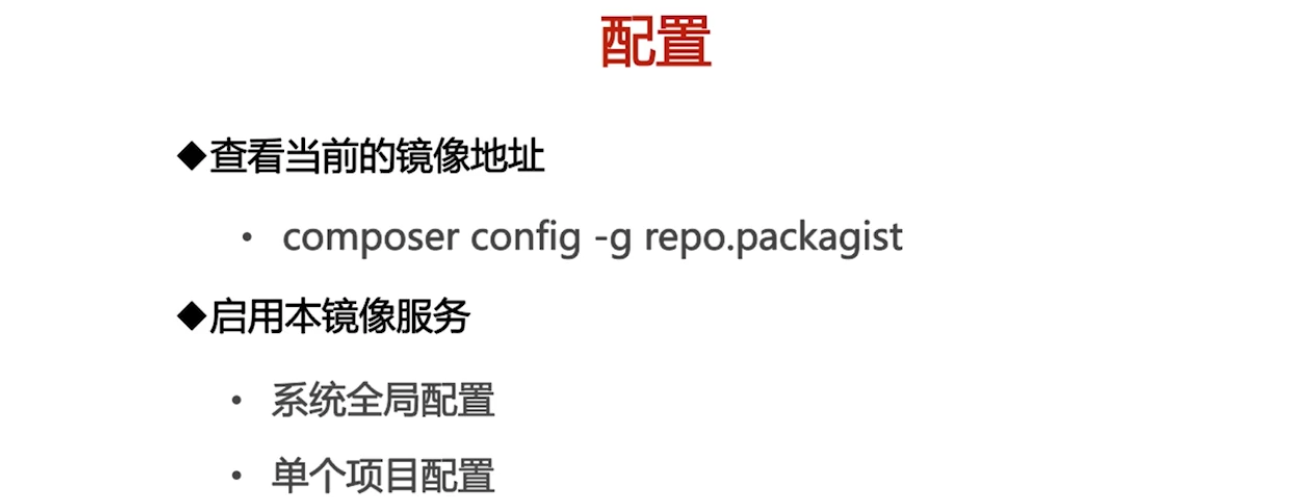 配置
◆查看当前的镜像地址
• composer config -g repo.packagist
◆启用本镜像服务
• 系统全局配置
• 单个项目配置